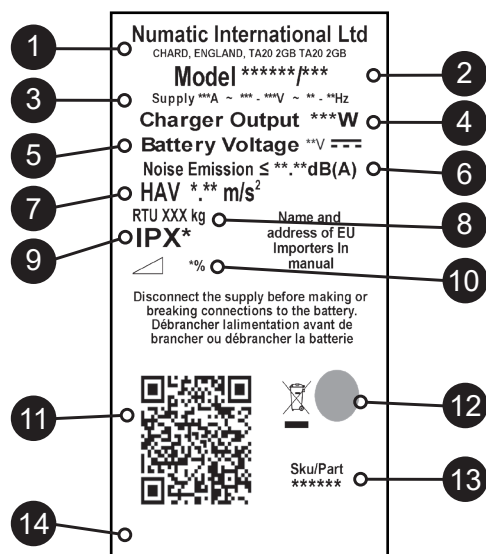 Numatic International Ltd
1
CHARD, ENGLAND, TA20 2GB TA20 2GB
Model ******/***
2
3
Supply ***A ~ *** - ***V ~ ** - **Hz
Charger Output ***W
4
5
Battery Voltage **V
Noise Emission ≤ **.**dB(A)
6
7
HAV *.** m/s²
RTU XXX kg
8
Name and
address of EU
Importers In
manual
9
IPX*
*%
10
Disconnect the supply before making or
breaking connections to the battery.
Débrancher lalimentation avant de
brancher ou débrancher la batterie
11
12
Sku/Part
******
13
14